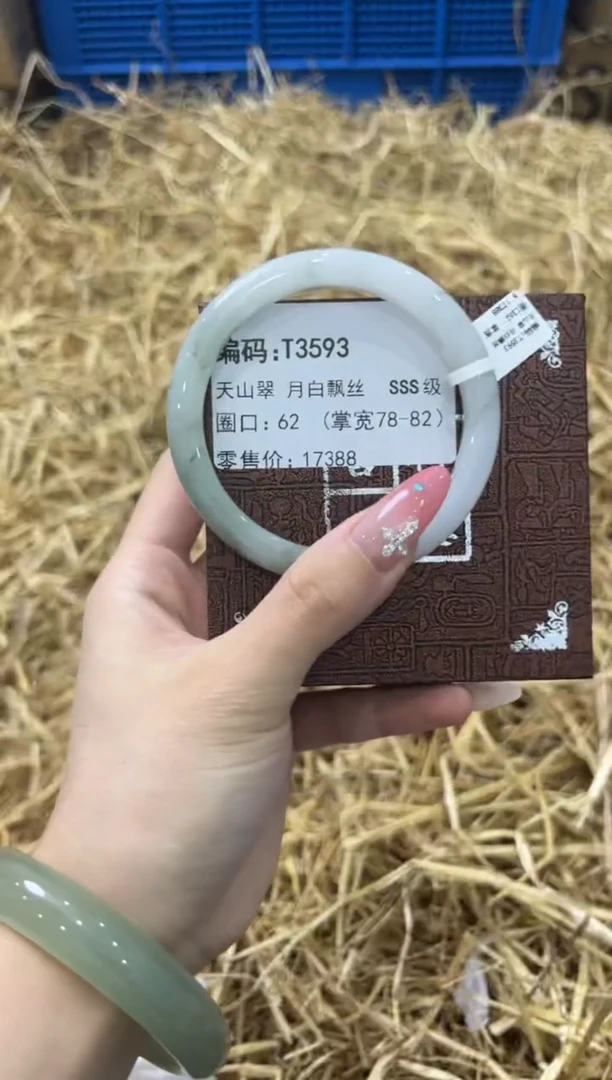 编码:T3593
天山翠 月白飘丝 SSS级
圈口: 62 （掌宽78-82）
零售价: 17388